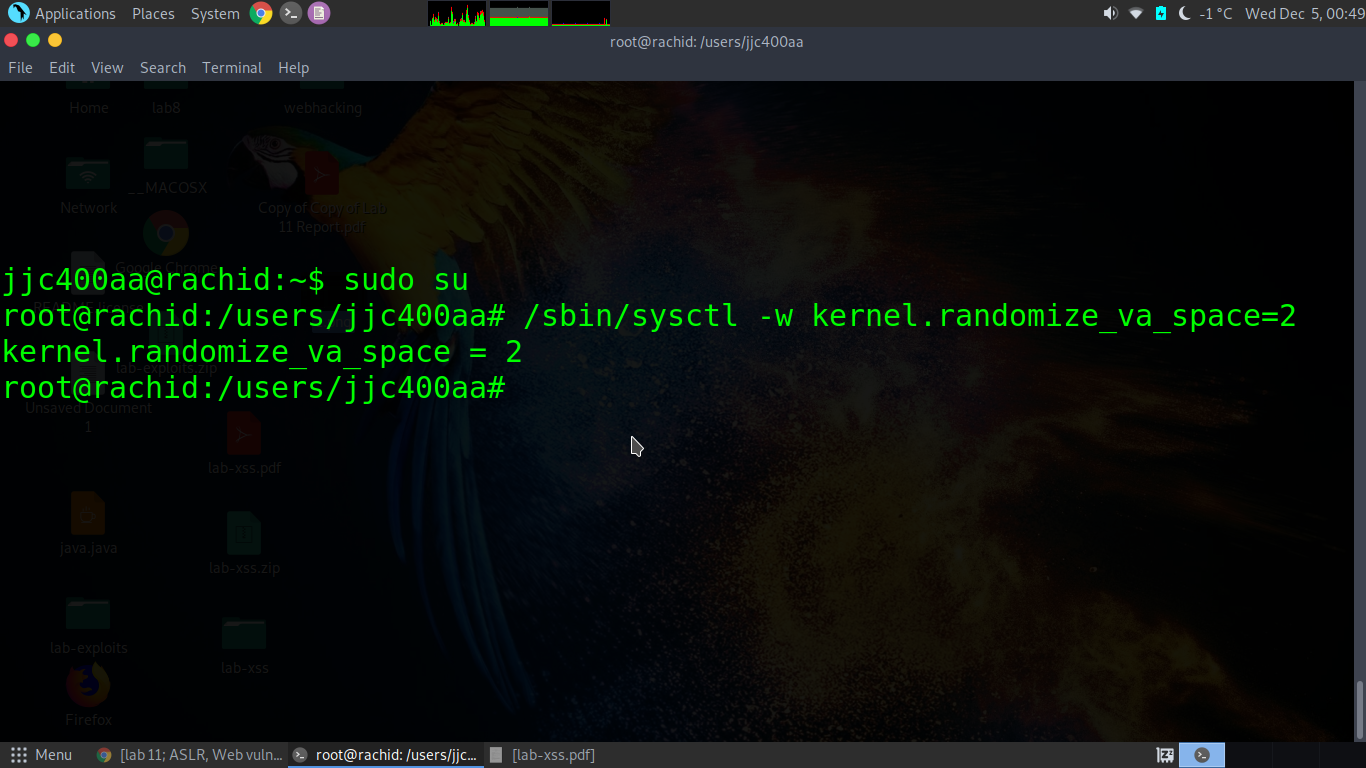 Applications Places System -1 °C Wed Dec 5, 00:49
root@rachid: /users/jjc400aa
File Edit View Search Terminal Help
Home lab8 webhacking
__MACOSX
Network Copy of Copy of Lab
11 Report.pdf
Google Chrome
jjc400aa@rachid:~$ sudo su
root@rachid:/users/jjc400aa# /sbin/sysctl -w kernel.randomize_va_space=2
kernel.randomize_va_space = 2
lab-exploits.zip
root@rachid:/users/jjc400aa#
Unsaved Document
1
lab-xss.pdf
java.java
lab-xss.zip
lab-exploits
lab-xss
Firefox
Menu [lab 11; ASLR, Web vuln... root@rachid: /users/jjc... [lab-xss.pdf]